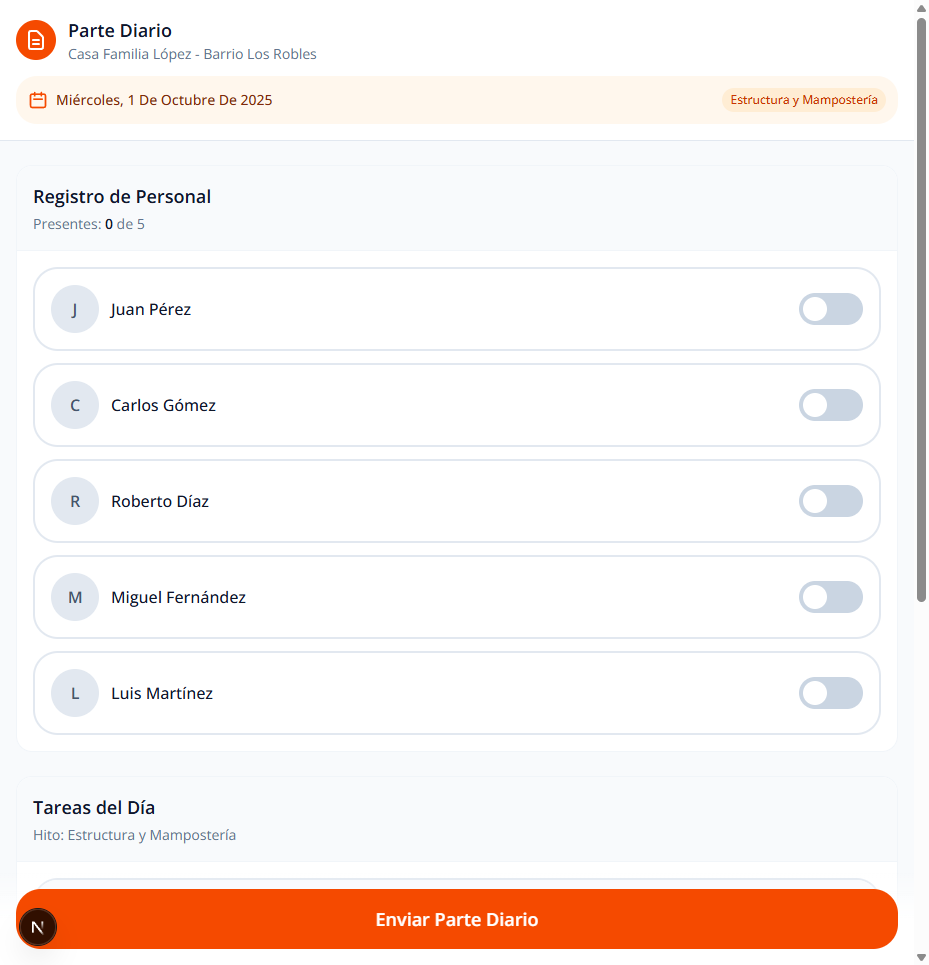 Parte Diario
Casa Familia López - Barrio Los Robles
Miércoles, 1 De Octubre De 2025
Estructura y Mampostería
Registro de Personal
Presentes: 0 de 5
J
Juan Pérez
C
Carlos Gómez
R
Roberto Díaz
M
Miguel Fernández
L
Luis Martínez
Tareas del Día
Hito: Estructura y Mampostería
Enviar Parte Diario
N